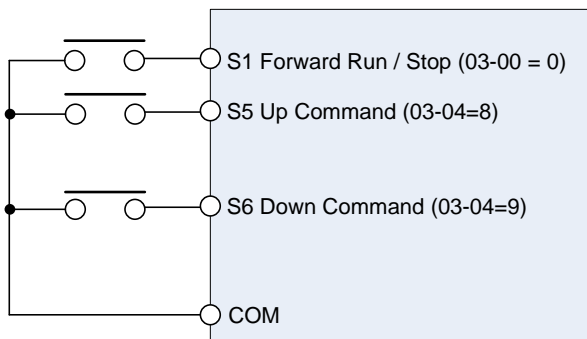 S1 Forward Run / Stop (03-00 = 0)
S5 Up Command (03-04=8)
S6 Down Command (03-04=9)
COM